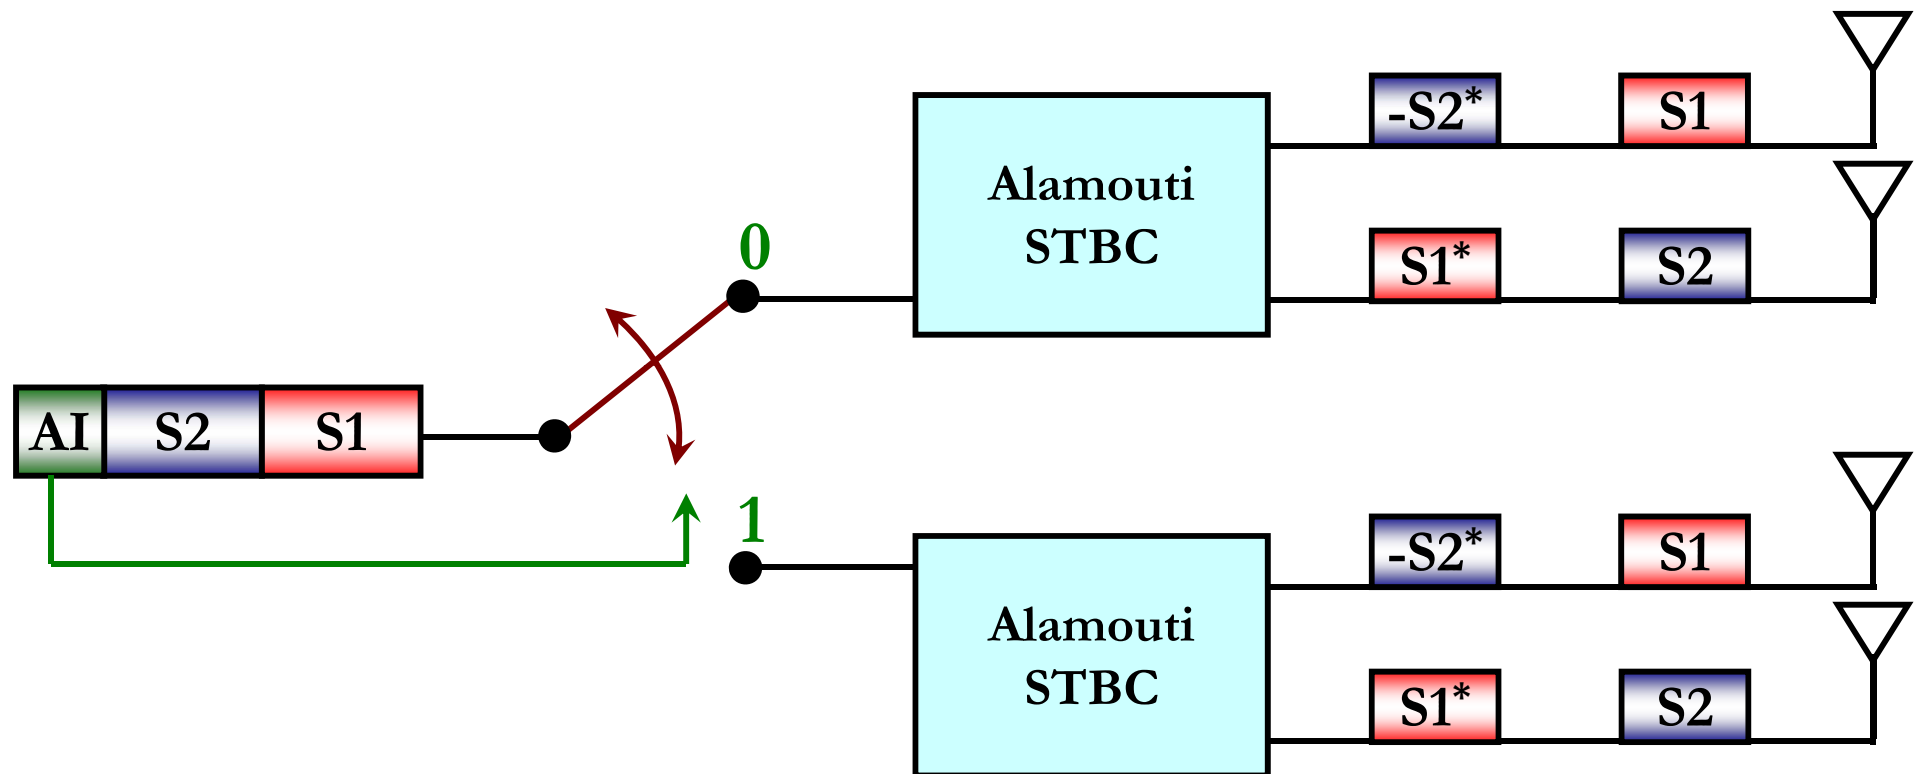 -S2*
S1
Alamouti
STBC
S1*
S2
0
AI
S2
S1
1
-S2*
S1
Alamouti
STBC
S1*
S2